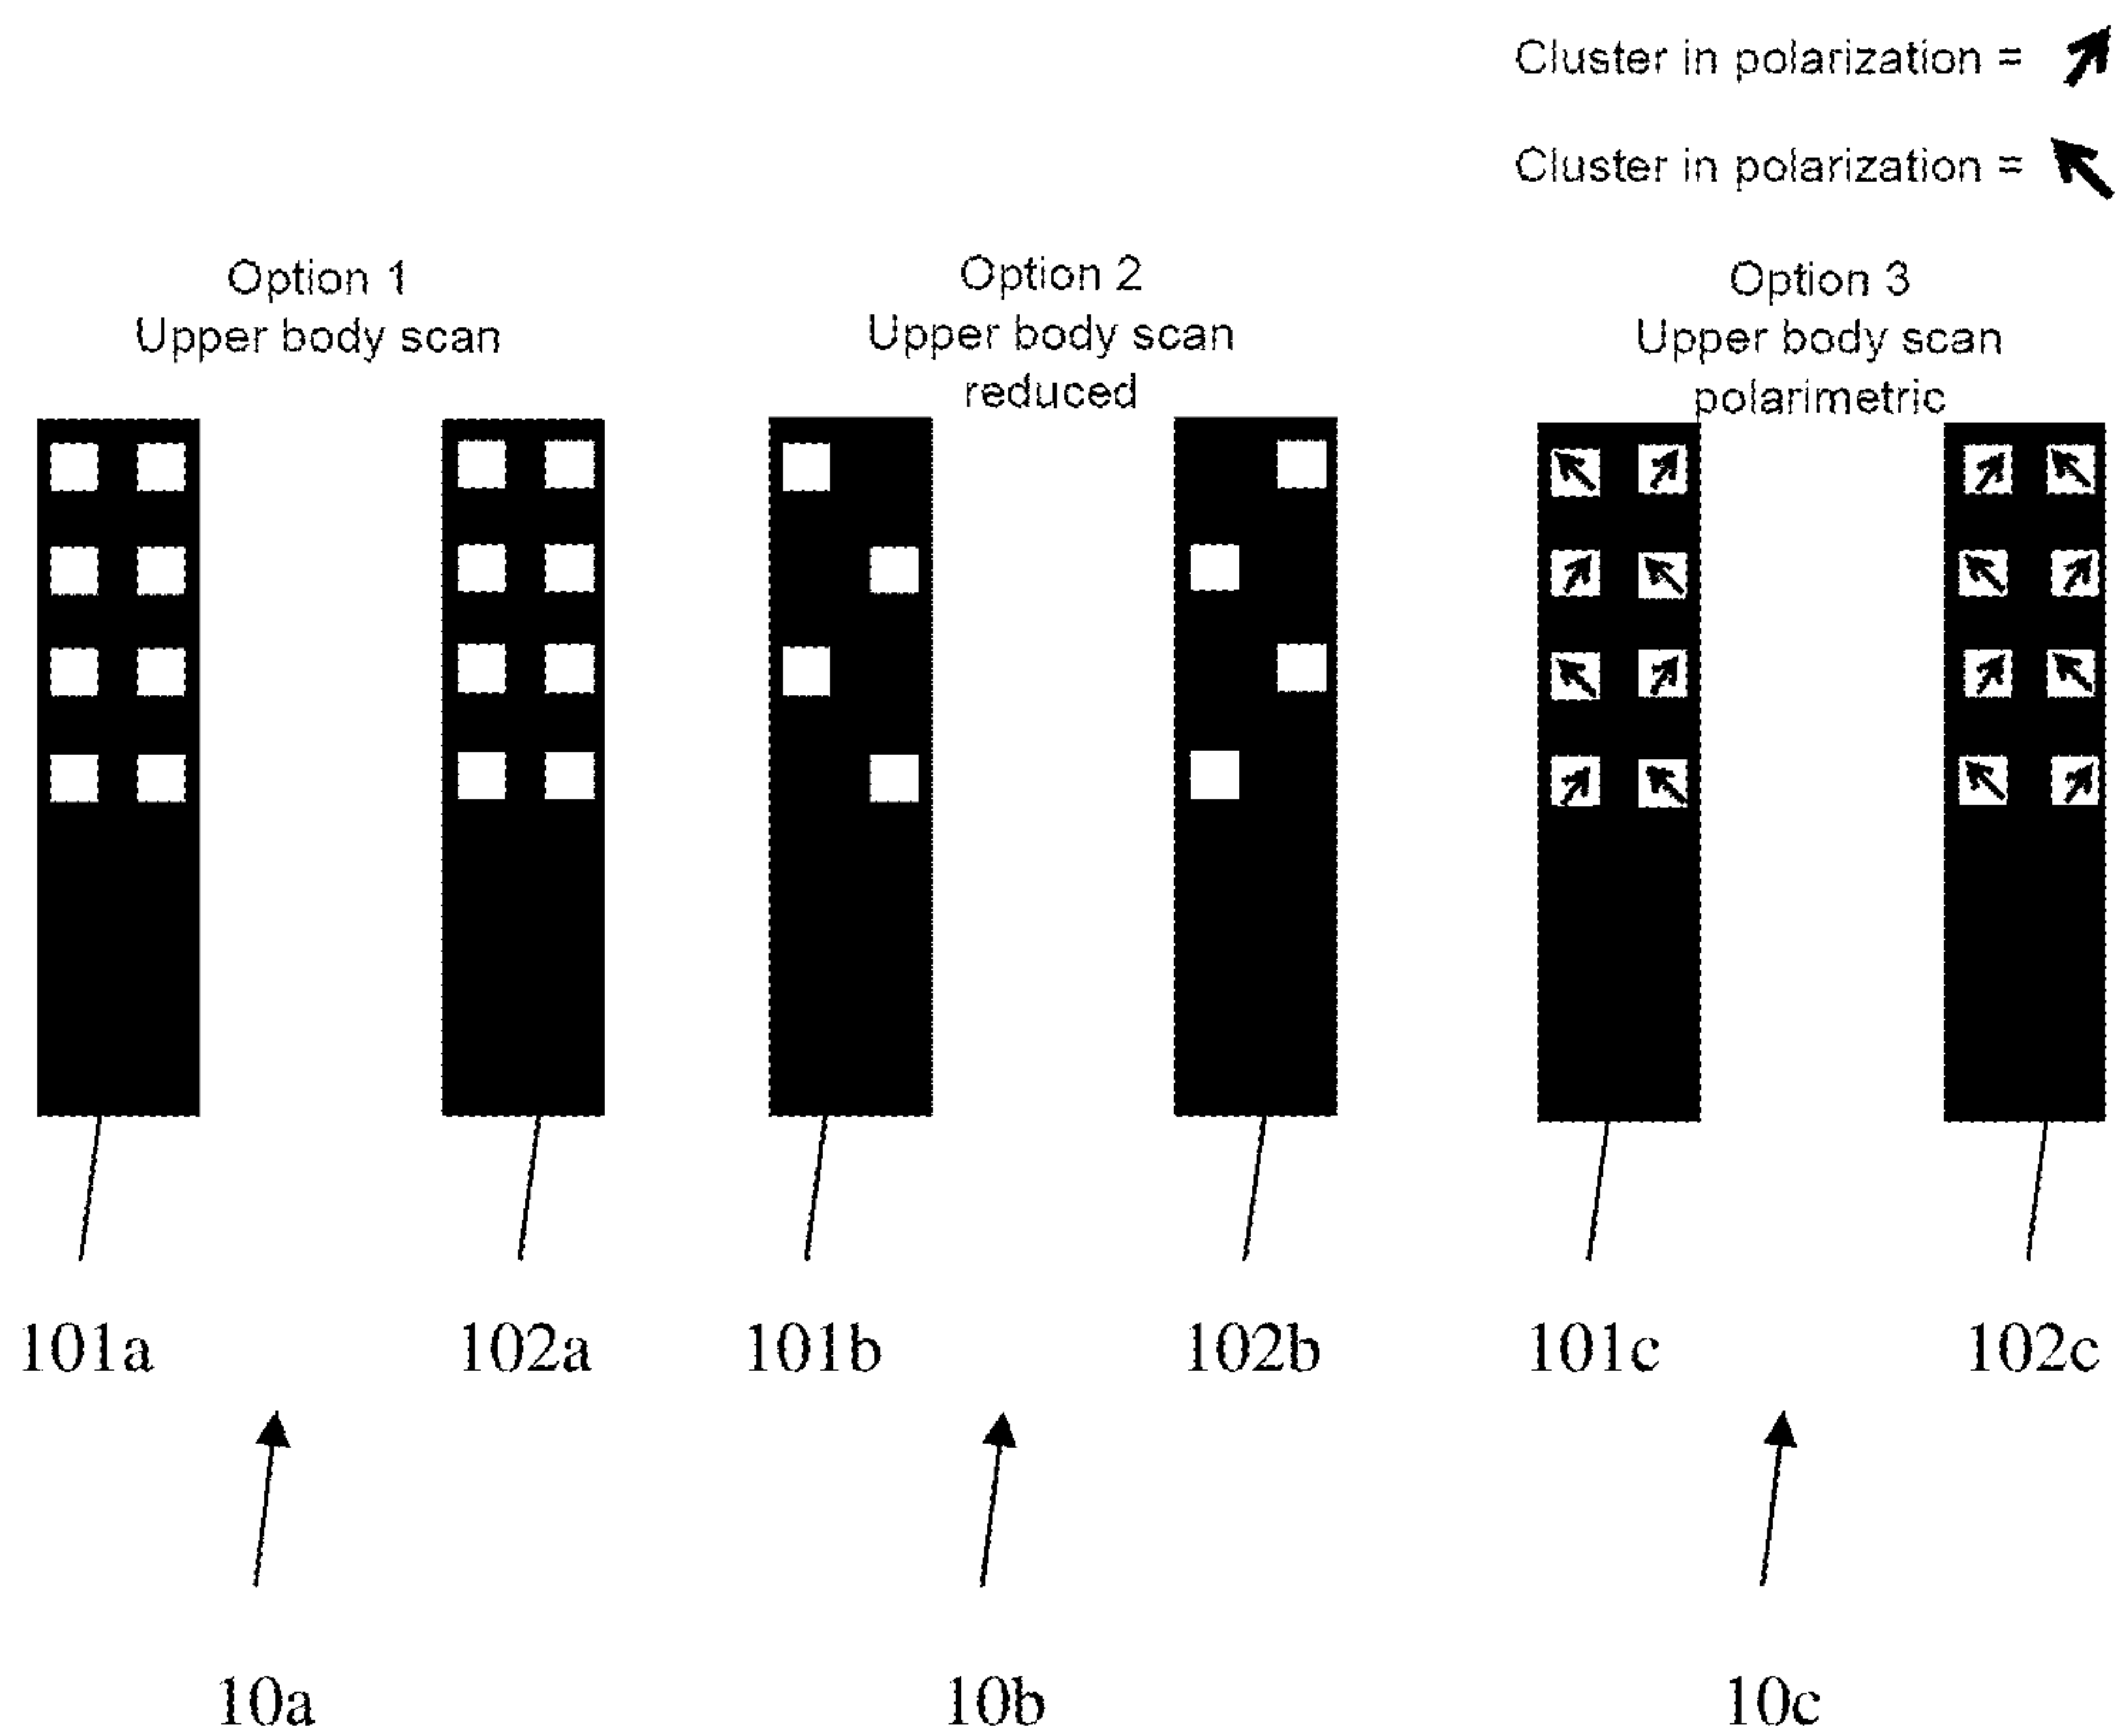 Cluster in polarization =
Cluster in polarization =
Option 1
Upper body scan
Option 2
Upper body scan
reduced
Option 3
Upper body scan
polarimetric
101a
102a
101b
102b
101c
102c
10a
10b
10c